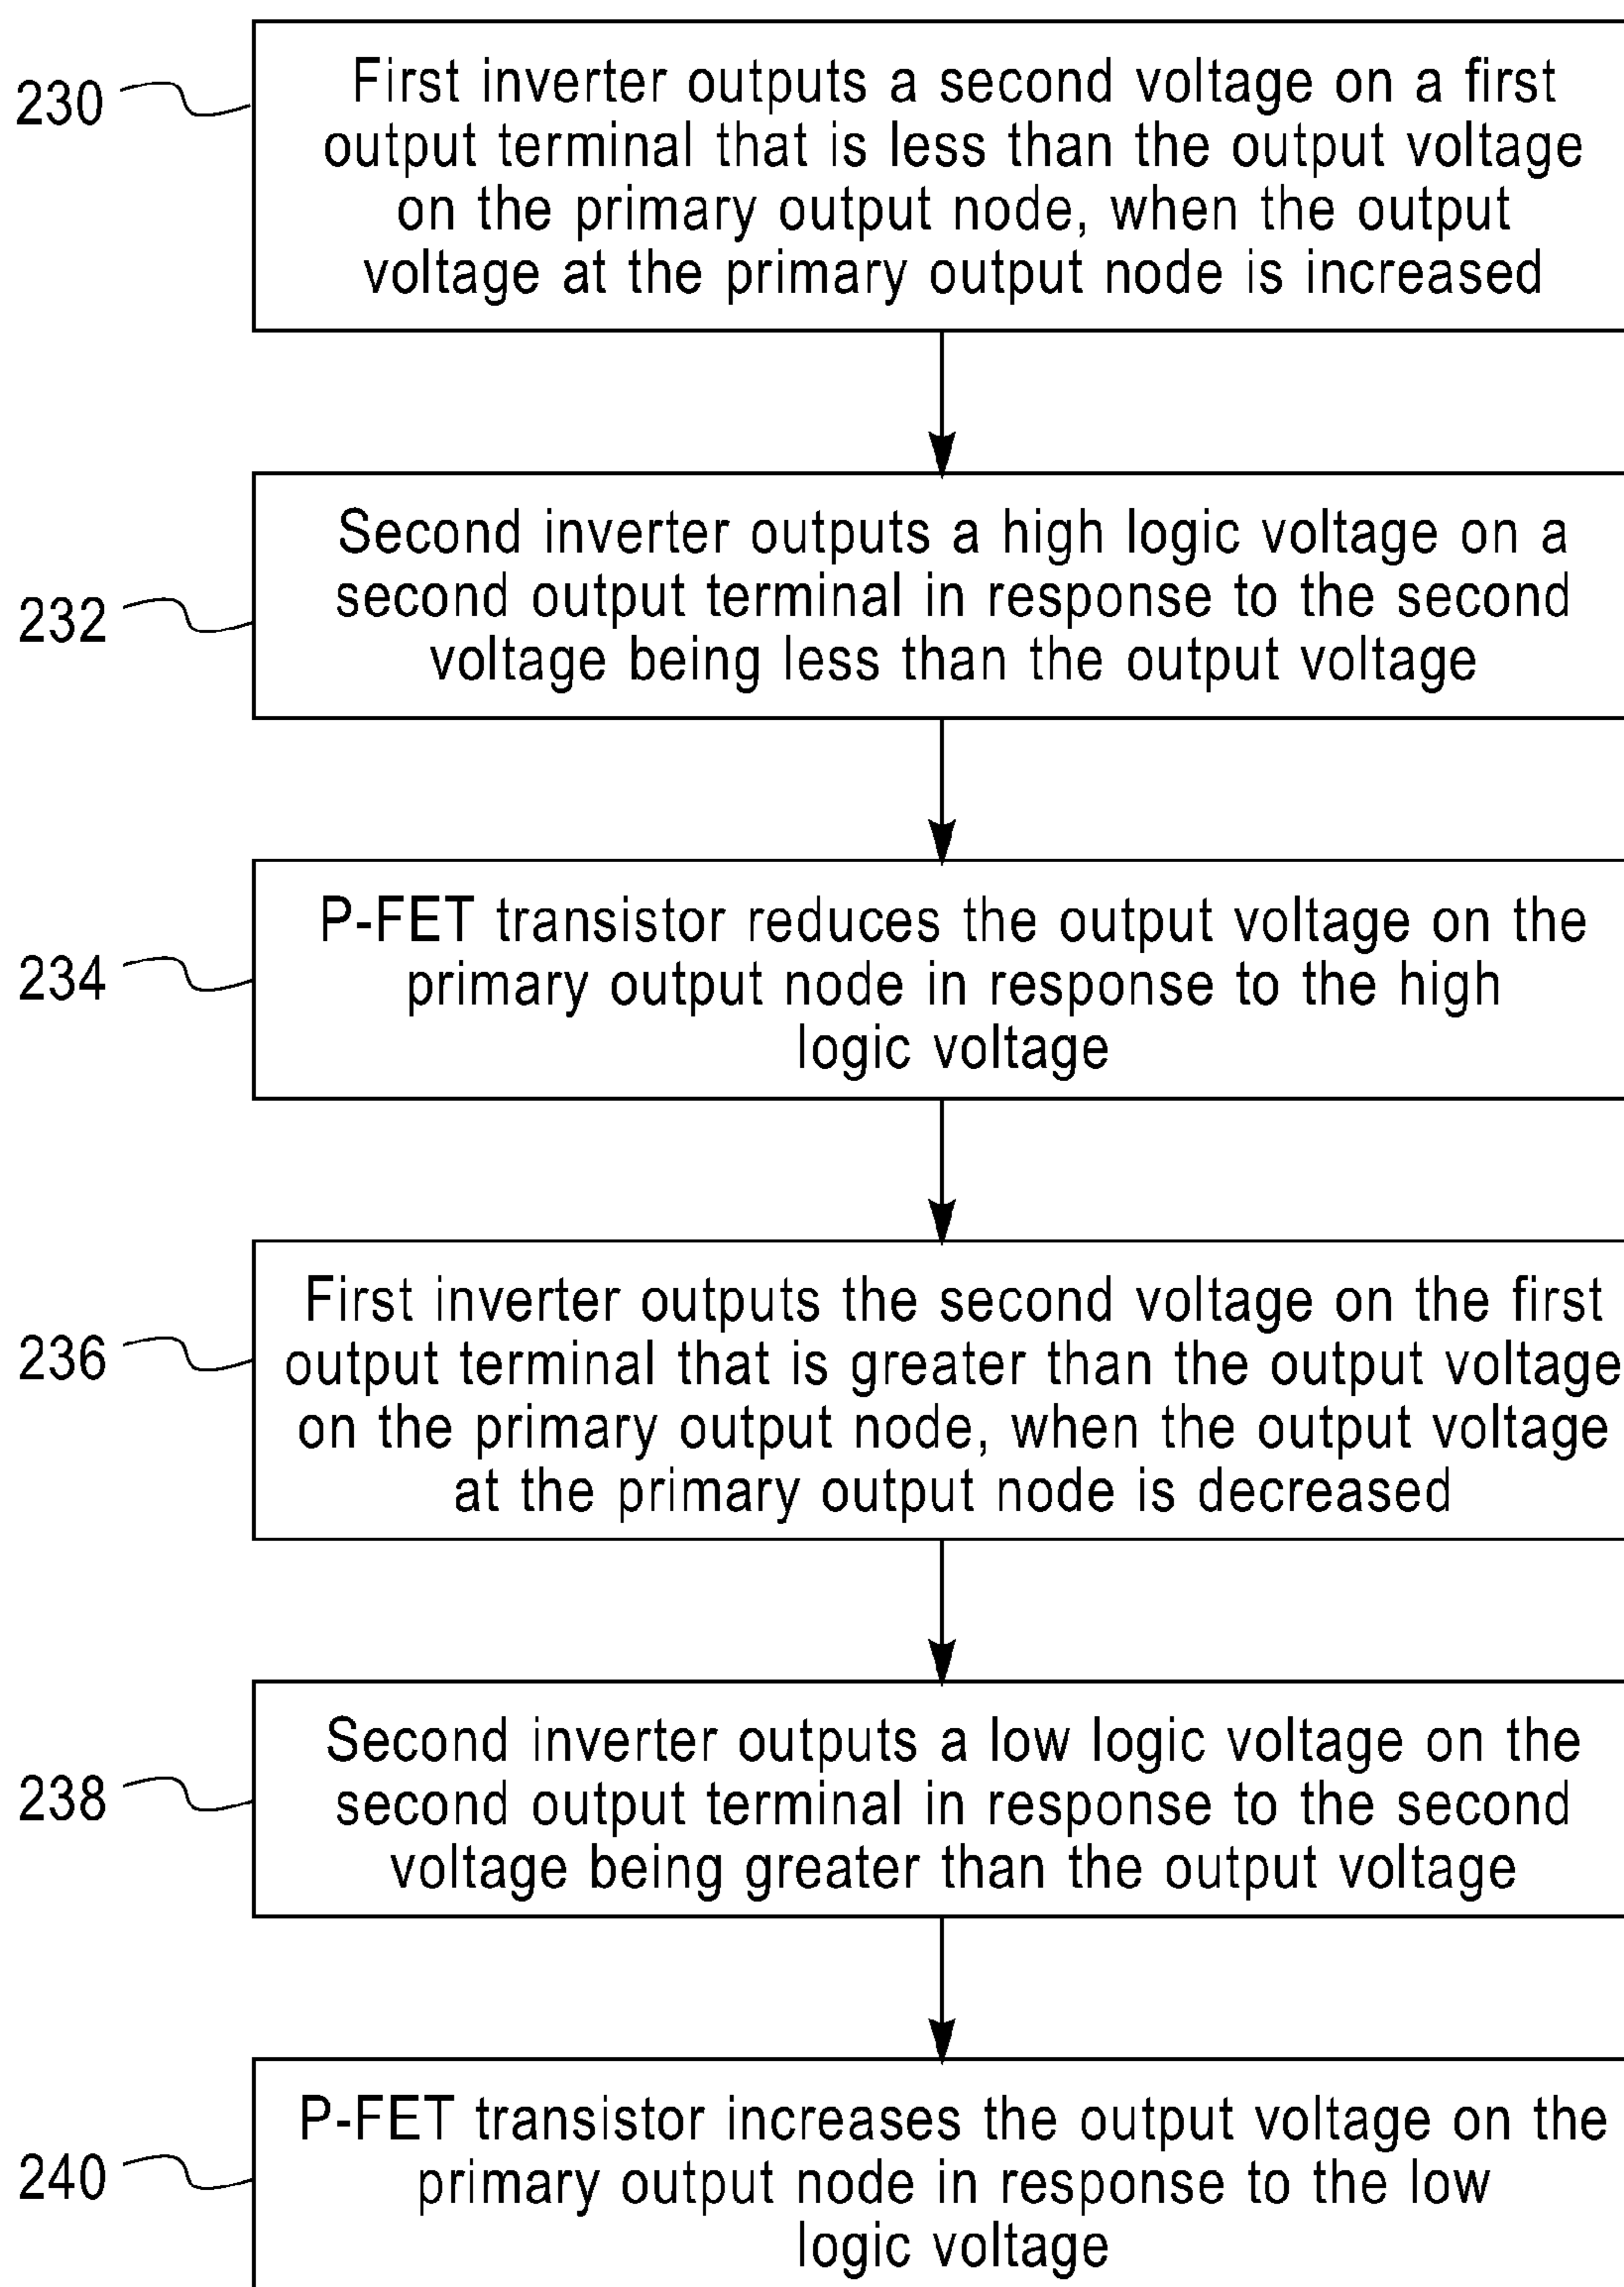 230
First inverter outputs a second voltage on a first
output terminal that is less than the output voltage
on the primary output node, when the output
voltage at the primary output node is increased
232
Second inverter outputs a high logic voltage on a
second output terminal in response to the second
voltage being less than the output voltage
234
P-FET transistor reduces the output voltage on the
primary output node in response to the high
logic voltage
236
First inverter outputs the second voltage on the first
output terminal that is greater than the output voltage
on the primary output node, when the output voltage
at the primary output node is decreased
238
Second inverter outputs a low logic voltage on the
second output terminal in response to the second
voltage being greater than the output voltage
240
P-FET transistor increases the output voltage on the
primary output node in response to the low
logic voltage